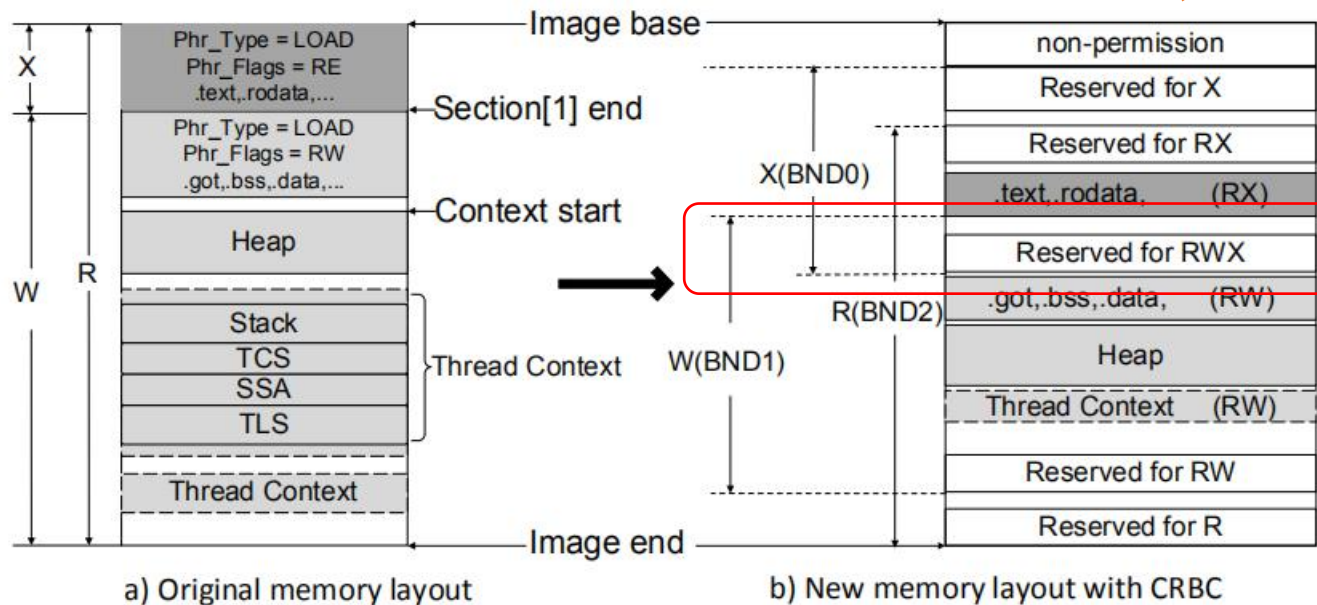 Phr_Type = LOAD
Phr_Flags = RE
.text,.rodata,...
Phr_Type = LOAD
Phr_Flags = RW
.got,.bss,.data,...
Heap
Stack
TCS
SSA
TLS
Thread Context
X
W
R
Image base
Section[1] end
Context start
Thread Context
Image end
X(BND0)
W(BND1)
R(BND2)
non-permission
Reserved for X
Reserved for RX
.text,.rodata, (RX)
Reserved for RWX
.got,.bss,.data, (RW)
Heap
Thread Context (RW)
Reserved for RW
Reserved for R
a) Original memory layout
b) New memory layout with CRBC